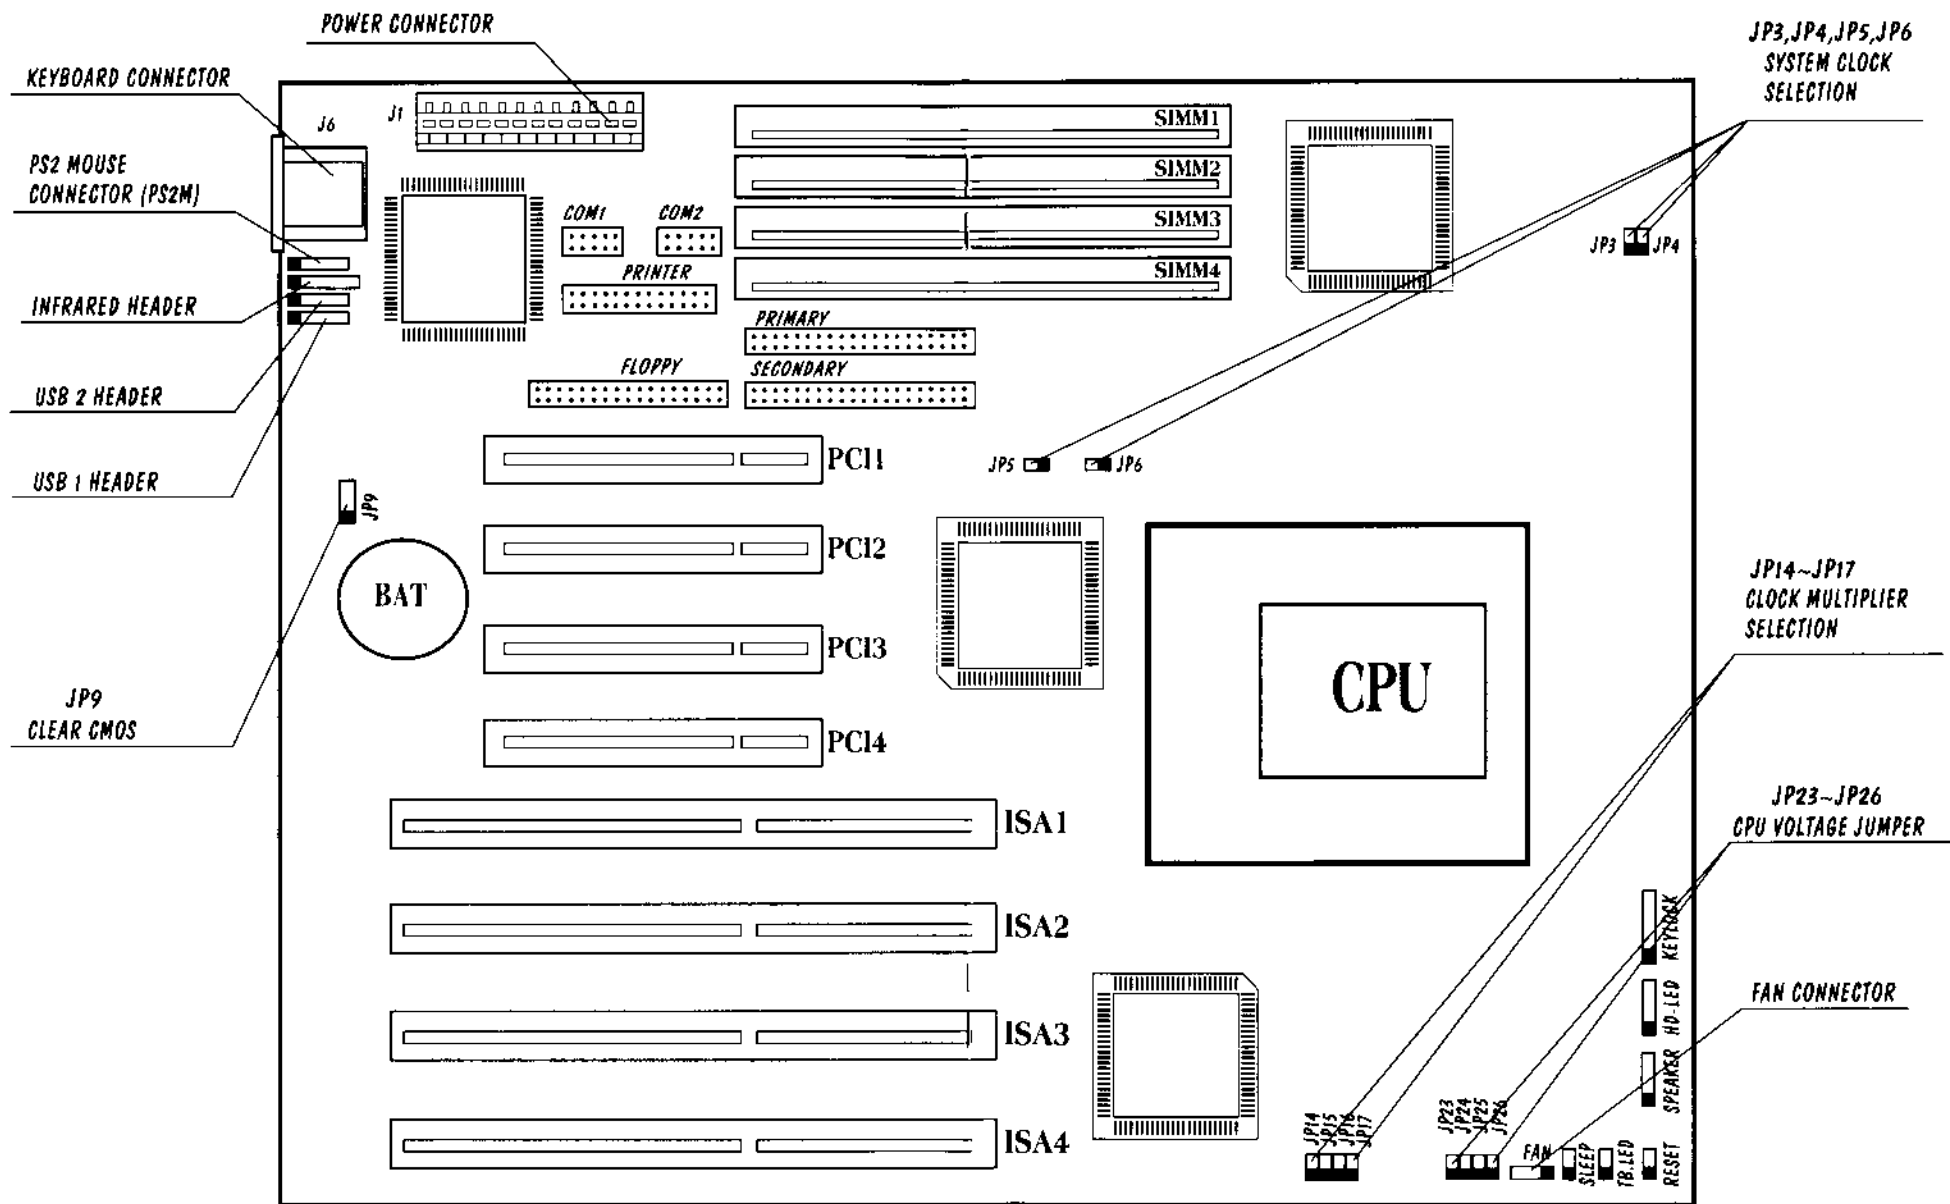 POWER CONNECTOR
KEYBOARD CONNECTOR
J6
J1
PS2 MOUSE
CONNECTOR (PS2M)
INFRARED HEADER
USB 2 HEADER
USB 1 HEADER
JP9
CLEAR CMOS
JP9
BAT
COM1
COM2
PRINTER
FLOPPY
PRIMARY
SECONDARY
SIMM1
SIMM2
SIMM3
SIMM4
PCI1
PCI2
PCI3
PCI4
ISA1
ISA2
ISA3
ISA4
JP5
JP6
CPU
JP3
JP4
JP3,JP4,JP5,JP6
SYSTEM CLOCK
SELECTION
JP14~JP17
CLOCK MULTIPLIER
SELECTION
JP23~JP26
CPU VOLTAGE JUMPER
FAN CONNECTOR
KEYLOCK
HD-LED
SPEAKER
JP14
JP15
JP16
JP17
JP23
JP24
JP25
JP26
FAN
SLEEP
TB.LED
RESET